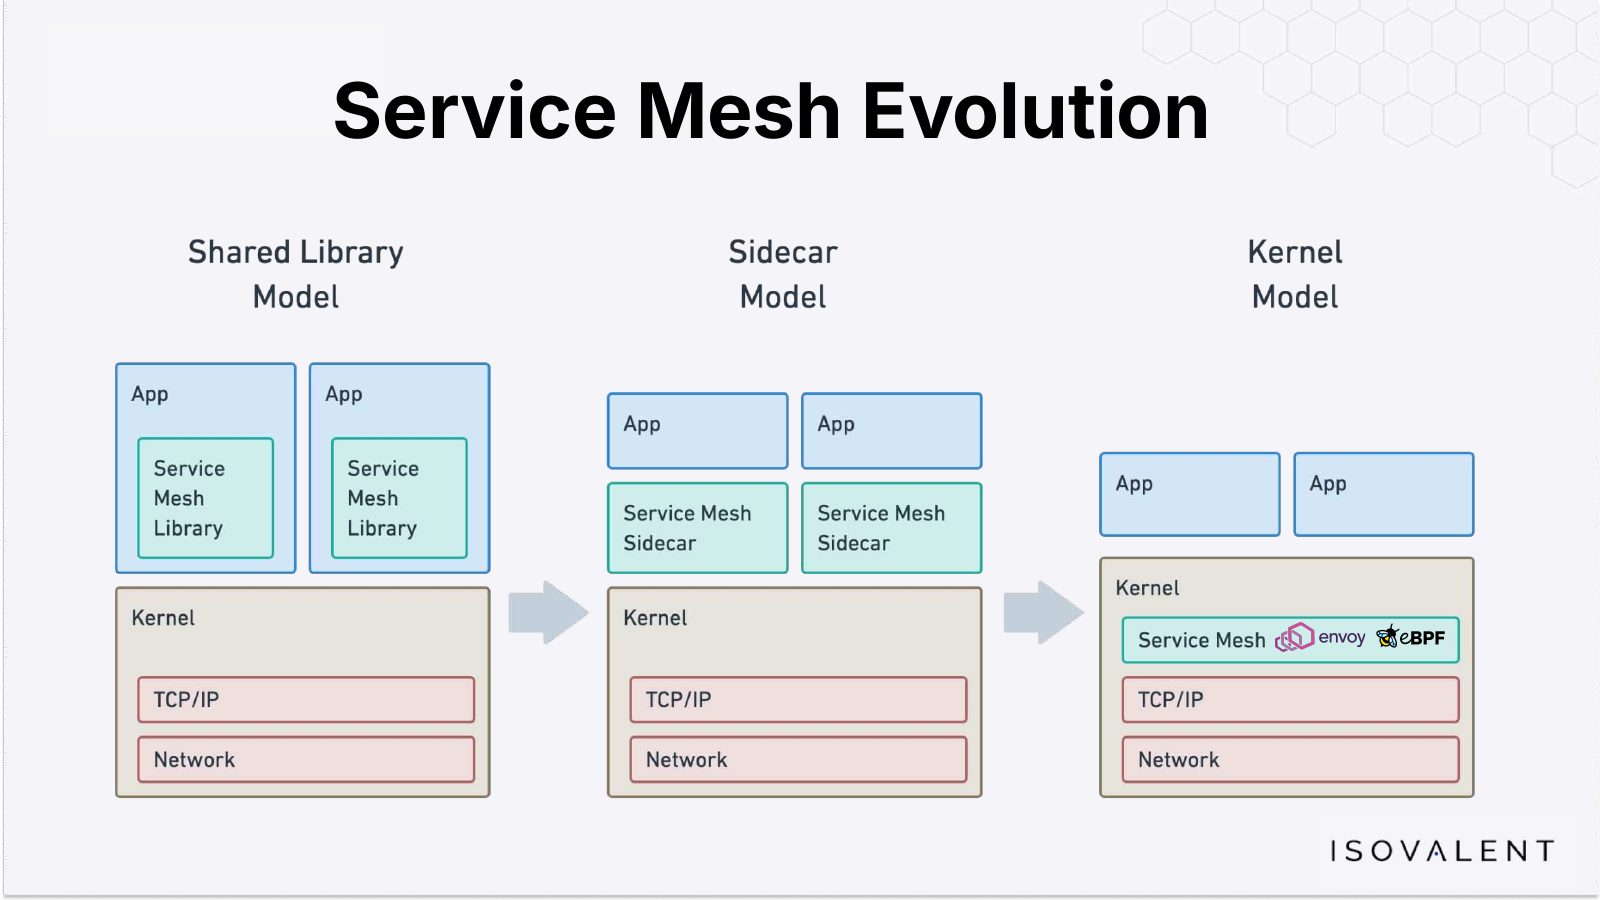 Service Mesh Evolution
Shared Library
Model
App
Service
Mesh
Library
App
Service
Mesh
Library
Kernel
TCP/IP
Network
Sidecar
Model
App
App
Service Mesh
Sidecar
Service Mesh
Sidecar
Kernel
TCP/IP
Network
Kernel
Model
App
App
Kernel
Service Mesh envoy eBPF
TCP/IP
Network
ISOVALENT